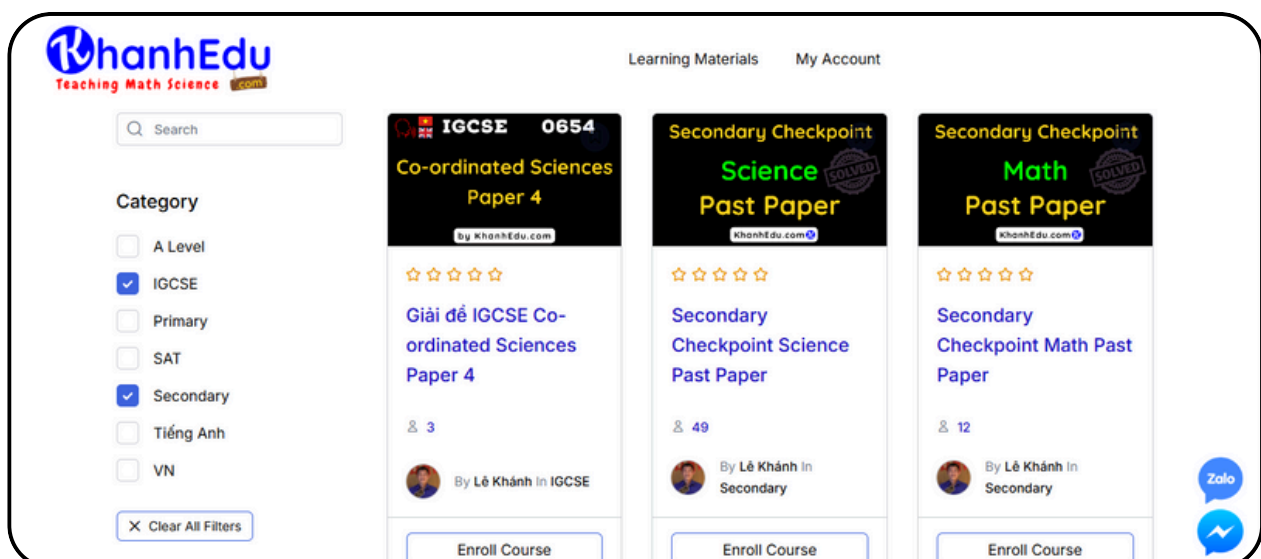 KhanhEdu
Teaching Math Science .com
Learning Materials
My Account
Search
Category
A Level
IGCSE
Primary
SAT
Secondary
Tiếng Anh
VN
Clear All Filters
IGCSE 0654
Co-ordinated Sciences
Paper 4
by KhanhEdu.com
Giải đề IGCSE Co-
ordinated Sciences
Paper 4
3
By Lê Khánh In IGCSE
Enroll Course
Secondary Checkpoint
Science
SOLVED
Past Paper
KhanhEdu.com
Secondary
Checkpoint Science
Past Paper
49
By Lê Khánh In
Secondary
Enroll Course
Secondary Checkpoint
Math
SOLVED
Past Paper
KhanhEdu.com
Secondary
Checkpoint Math Past
Paper
12
By Lê Khánh In
Secondary
Enroll Course
Zalo